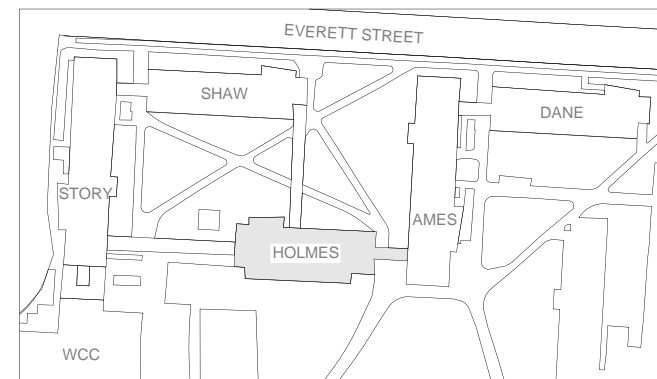 EVERETT STREET
SHAW
DANE
STORY
AMES
HOLMES
WCC